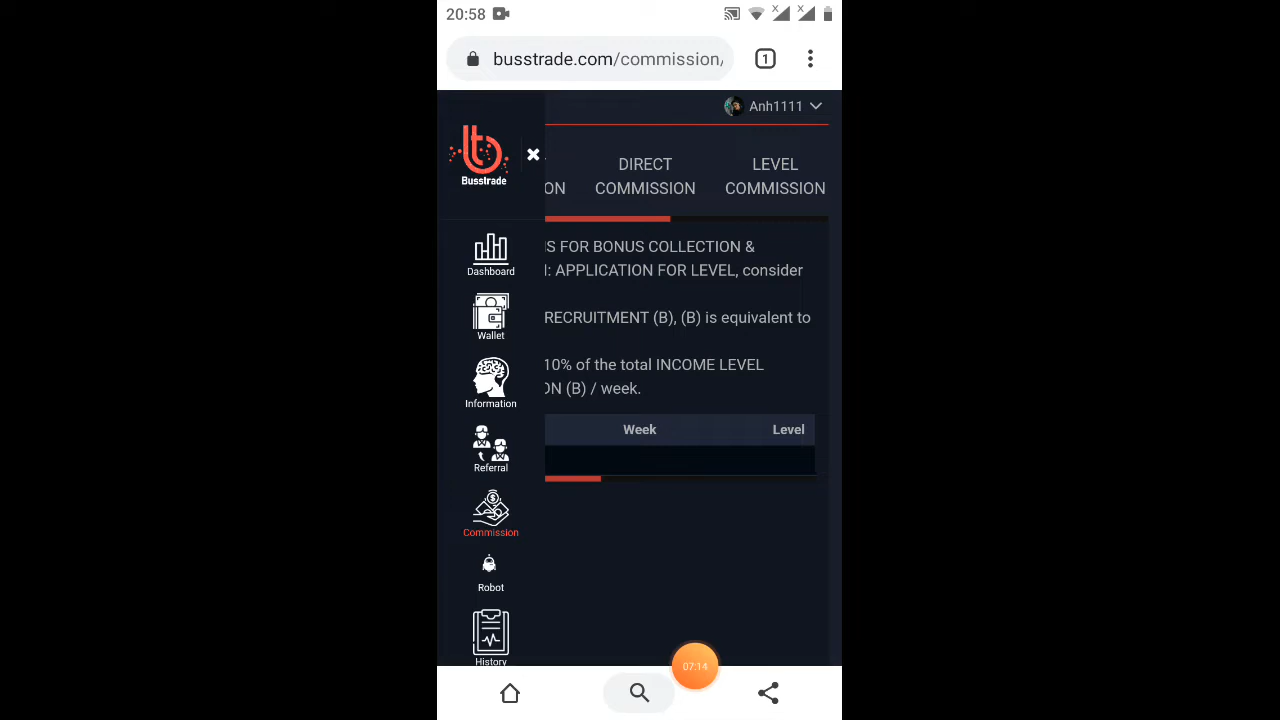 20:58
busstrade.com/commission/
1
Anh1111
Busstrade
ON
DIRECT
COMMISSION
LEVEL
COMMISSION
Dashboard
S FOR BONUS COLLECTION &
: APPLICATION FOR LEVEL, consider
Wallet
RECRUITMENT (B), (B) is equivalent to
Information
10% of the total INCOME LEVEL
ON (B) / week.
Week
Level
Referral
Commission
Robot
History
07:14